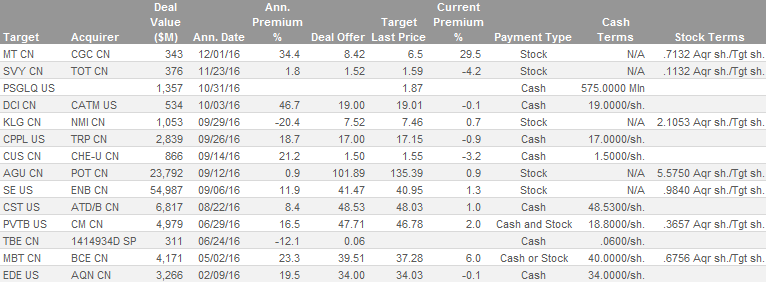 Deal Ann. Target Current
Value Premium Last Price Premium Cash
Target Acquirer ($M) Ann. Date % Deal Offer % Payment Type Terms Stock Terms
MT CN CGC CN 343 12/01/16 34.4 8.42 6.5 29.5 Stock N/A .7132 Aqr sh./Tgt sh.
SVY CN TOT CN 376 11/23/16 1.8 1.52 1.59 -4.2 Stock N/A .1132 Aqr sh./Tgt sh.
PSGLQ US 1,357 10/31/16 1.87 Cash 575.0000 Mln
DCI CN CATM US 534 10/03/16 46.7 19.00 19.01 -0.1 Cash 19.0000/sh.
KLG CN NMI CN 1,053 09/29/16 -20.4 7.52 7.46 0.7 Stock N/A 2.1053 Aqr sh./Tgt sh.
CPPL US TRP CN 2,839 09/26/16 18.7 17.00 17.15 -0.9 Cash 17.0000/sh.
CUS CN CHE-U CN 866 09/14/16 21.2 1.50 1.55 -3.2 Cash 1.5000/sh.
AGU CN POT CN 23,792 09/12/16 0.9 101.89 135.39 0.9 Stock N/A 5.5750 Aqr sh./Tgt sh.
SE US ENB CN 54,987 09/06/16 11.9 41.47 40.95 1.3 Stock N/A .9840 Aqr sh./Tgt sh.
CST US ATD/B CN 6,817 08/22/16 8.4 48.53 48.03 1.0 Cash 48.5300/sh.
PVTB US CM CN 4,979 06/29/16 16.5 47.71 46.78 2.0 Cash and Stock 18.8000/sh. .3657 Aqr sh./Tgt sh.
TBE CN 1414934D SP 311 06/24/16 -12.1 0.06 Cash .0600/sh.
MBT CN BCE CN 4,171 05/02/16 23.3 39.51 37.28 6.0 Cash or Stock 40.0000/sh. .6756 Aqr sh./Tgt sh.
EDE US AQN CN 3,266 02/09/16 19.5 34.00 34.03 -0.1 Cash 34.0000/sh.